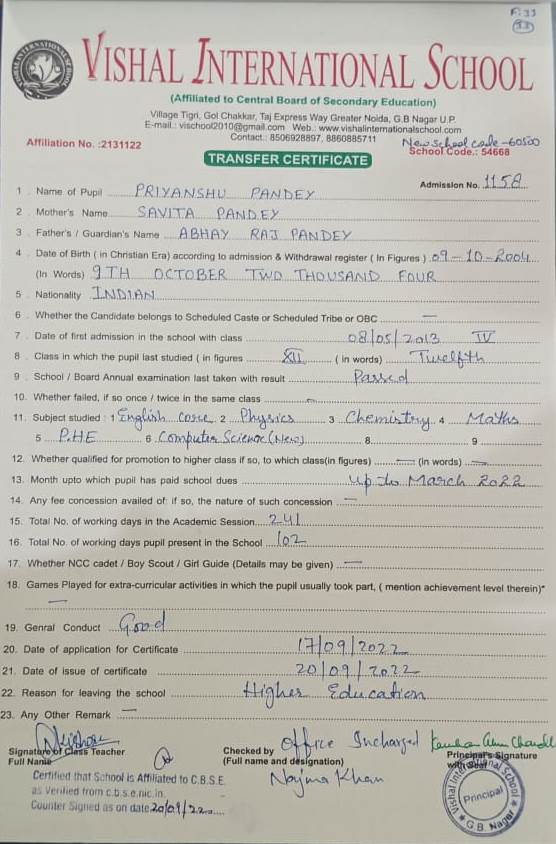 F: 33
33
VISHAL INTERNATIONAL SCHOOL
(Affiliated to Central Board of Secondary Education)
Village Tigri, Gol Chakkar, Taj Express Way Greater Noida, G.B Nagar U.P.
E-mail.: vischool2010@gmail.com Web.: www.vishalinternationalschool.com
Contact.: 8506928897, 8860885711
New school code - 60500
Affiliation No. :2131122
School Code.: 54668
TRANSFER CERTIFICATE
Admission No. 1158
1 . Name of Pupil PRIYANSHU PANDEY
2 . Mother's Name SAVITA PANDEY
3 . Father's / Guardian's Name ABHAY RAJ PANDEY
4 . Date of Birth ( in Christian Era) according to admission & Withdrawal register ( In Figures ) 09-10-2004
(In Words) 9TH OCTOBER TWO THOUSAND FOUR
5 . Nationality INDIAN
6 . Whether the Candidate belongs to Scheduled Caste or Scheduled Tribe or OBC —
7 . Date of first admission in the school with class 08/05/2013 IV
8 . Class in which the pupil last studied ( in figures XII ( in words) Twelfth
9 . School / Board Annual examination last taken with result Passed
10. Whether failed, if so once / twice in the same class —
11. Subject studied : 1 English core 2 Physics 3 Chemistry 4 Maths
5 P.HE 6 Computer Science (New) 8 9
12. Whether qualified for promotion to higher class if so, to which class(in figures) — (in words) —
13. Month upto which pupil has paid school dues up to March 2022
14. Any fee concession availed of: if so, the nature of such concession —
15. Total No. of working days in the Academic Session 241
16. Total No. of working days pupil present in the School 102
17. Whether NCC cadet / Boy Scout / Girl Guide (Details may be given) —
18. Games Played for extra-curricular activities in which the pupil usually took part, ( mention achievement level therein)*
—
19. Genral Conduct Good
20. Date of application for Certificate 17/09/2022
21. Date of issue of certificate 20/09/2022
22. Reason for leaving the school Higher Education
23. Any Other Remark —
Office Incharged
Signature of Class Teacher
Full Name
Checked by
(Full name and designation)
Najma Khan
Principal's Signature
with Seal
Certified that School is Affiliated to C.B.S.E.
as Verified from c.b.s.e.nic.in.
Counter Signed as on date 20/09/22
Vishal International School
Principal
G.B. Nagar